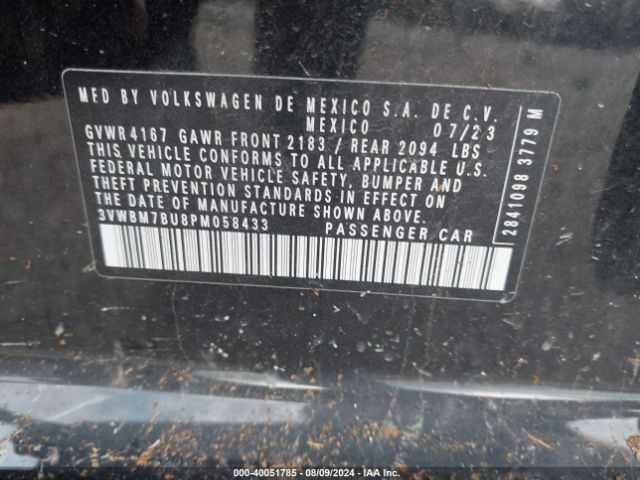 MFD BY VOLKSWAGEN DE MEXICO S.A. DE C.V.
MEXICO 07/23
GVWR 4167 GAWR FRONT 2183 / REAR 2094 LBS
THIS VEHICLE CONFORMS TO ALL APPLICABLE U.S.
FEDERAL MOTOR VEHICLE SAFETY, BUMPER AND
THEFT PREVENTION STANDARDS IN EFFECT ON
THE DATE OF MANUFACTURE SHOWN ABOVE.
3VWBM7BU8PM058433 PASSENGER CAR
2841098 3779 M
000-40051785 - 08/09/2024 - IAA Inc.